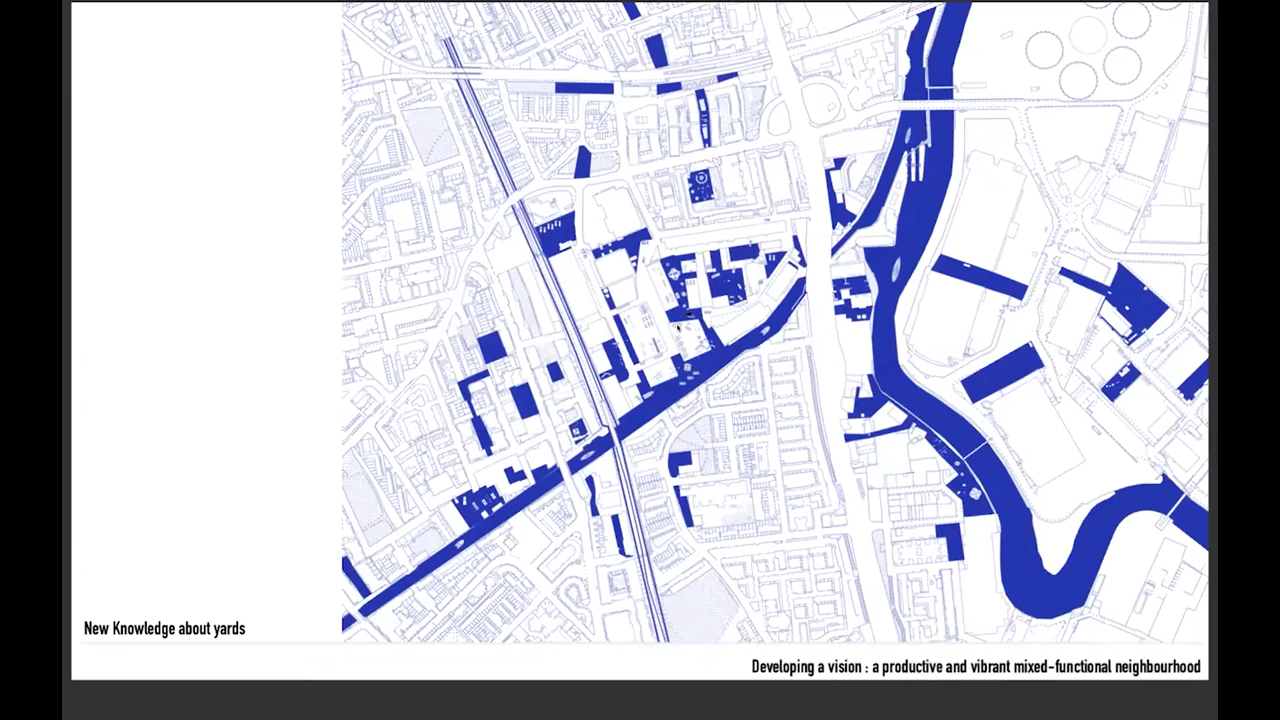 New Knowledge about yards
Developing a vision : a productive and vibrant mixed-functional neighbourhood